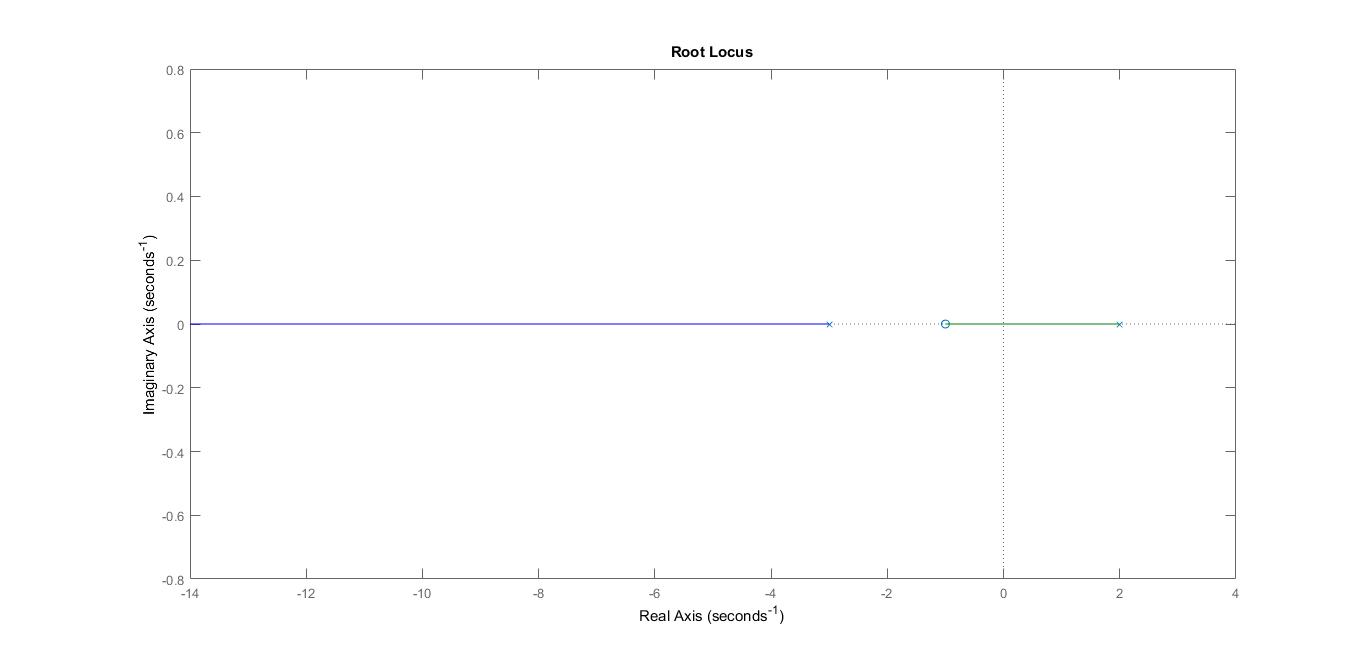 Root Locus
0.8
0.6
0.4
0.2
0
-0.2
-0.4
-0.6
-0.8
Imaginary Axis (seconds⁻¹)
-14 -12 -10 -8 -6 -4 -2 0 2 4
Real Axis (seconds⁻¹)